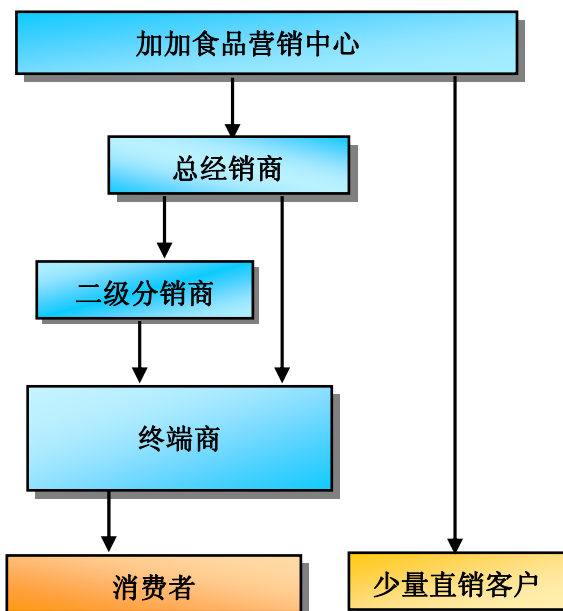 加加食品营销中心
总经销商
二级分销商
终端商
消费者
少量直销客户